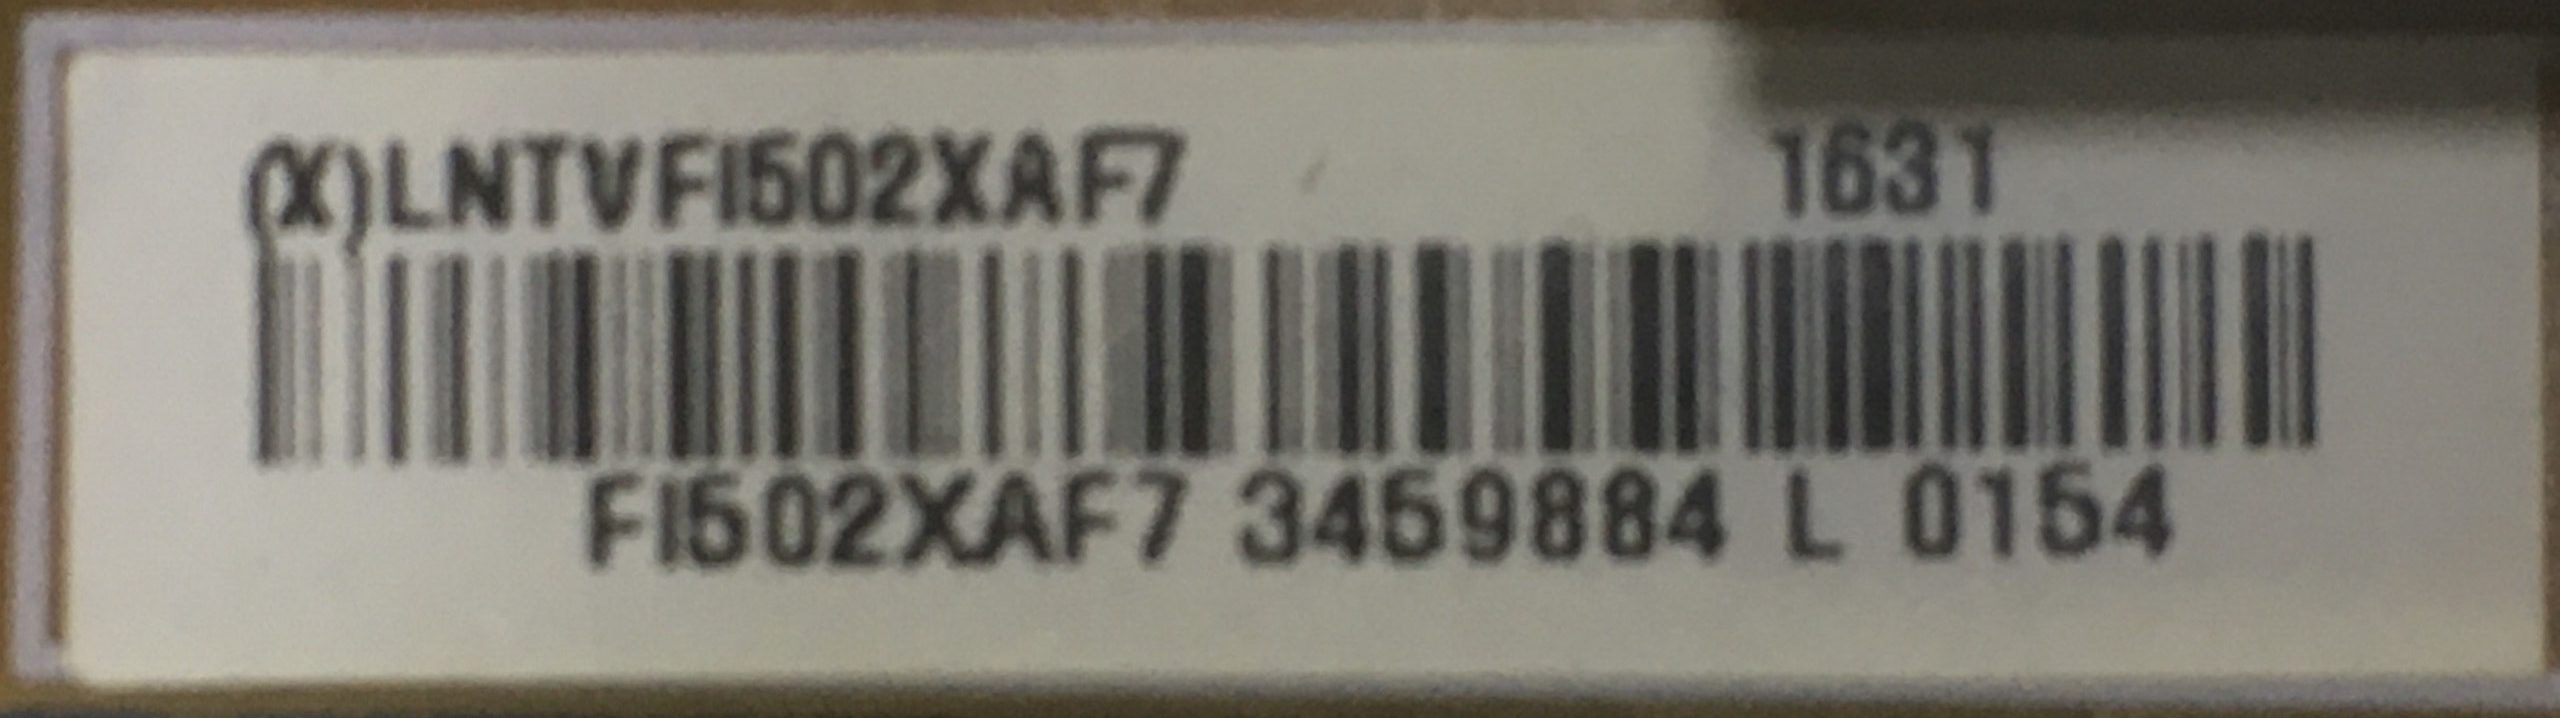 (X)LNTVFI502XAF7 1631
FI502XAF7 3459884 L 0154